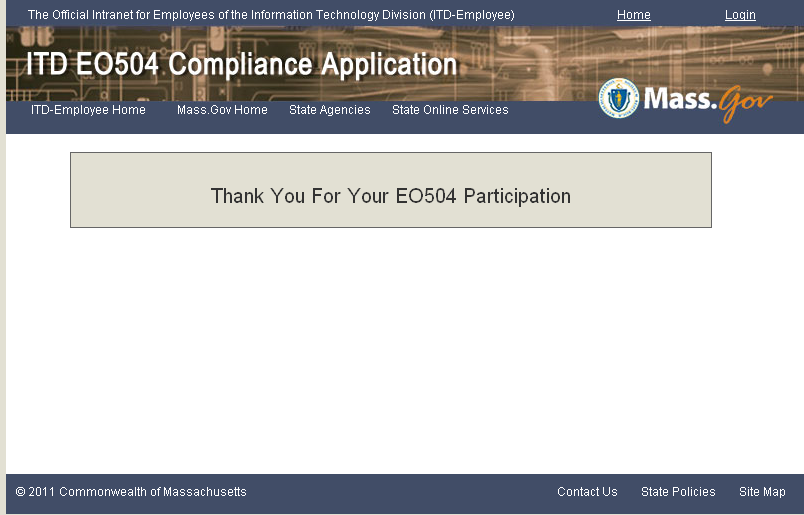 The Official Intranet for Employees of the Information Technology Division (ITD-Employee) Home Login
ITD EO504 Compliance Application
Mass.Gov
ITD-Employee Home Mass.Gov Home State Agencies State Online Services
Thank You For Your EO504 Participation
© 2011 Commonwealth of Massachusetts Contact Us State Policies Site Map